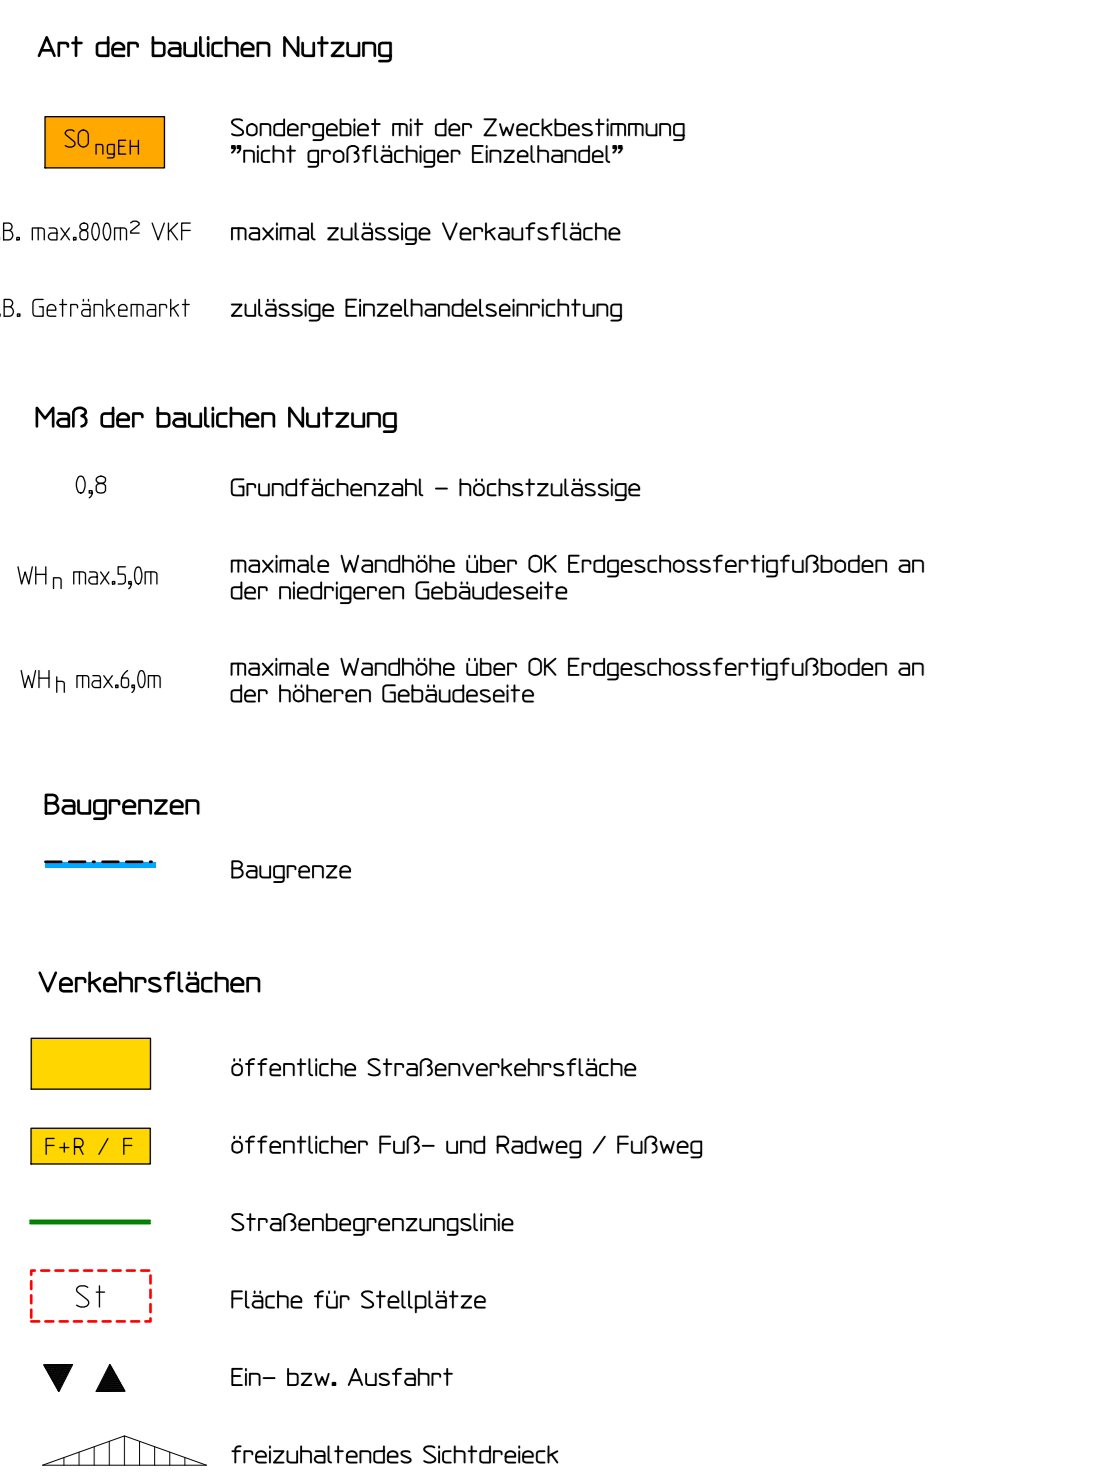 Art der baulichen Nutzung
SO ngEH
Sondergebiet mit der Zweckbestimmung
"nicht großflächiger Einzelhandel"
.B. max.800m² VKF maximal zulässige Verkaufsfläche
.B. Getränkemarkt zulässige Einzelhandelseinrichtung
Maß der baulichen Nutzung
0,8 Grundfächenzahl – höchstzulässige
WHn max.5,0m
maximale Wandhöhe über OK Erdgeschossfertigfußboden an
der niedrigeren Gebäudeseite
WHh max.6,0m
maximale Wandhöhe über OK Erdgeschossfertigfußboden an
der höheren Gebäudeseite
Baugrenzen
Baugrenze
Verkehrsflächen
öffentliche Straßenverkehrsfläche
F+R / F öffentlicher Fuß– und Radweg / Fußweg
Straßenbegrenzungslinie
St Fläche für Stellplätze
Ein– bzw. Ausfahrt
freizuhaltendes Sichtdreieck